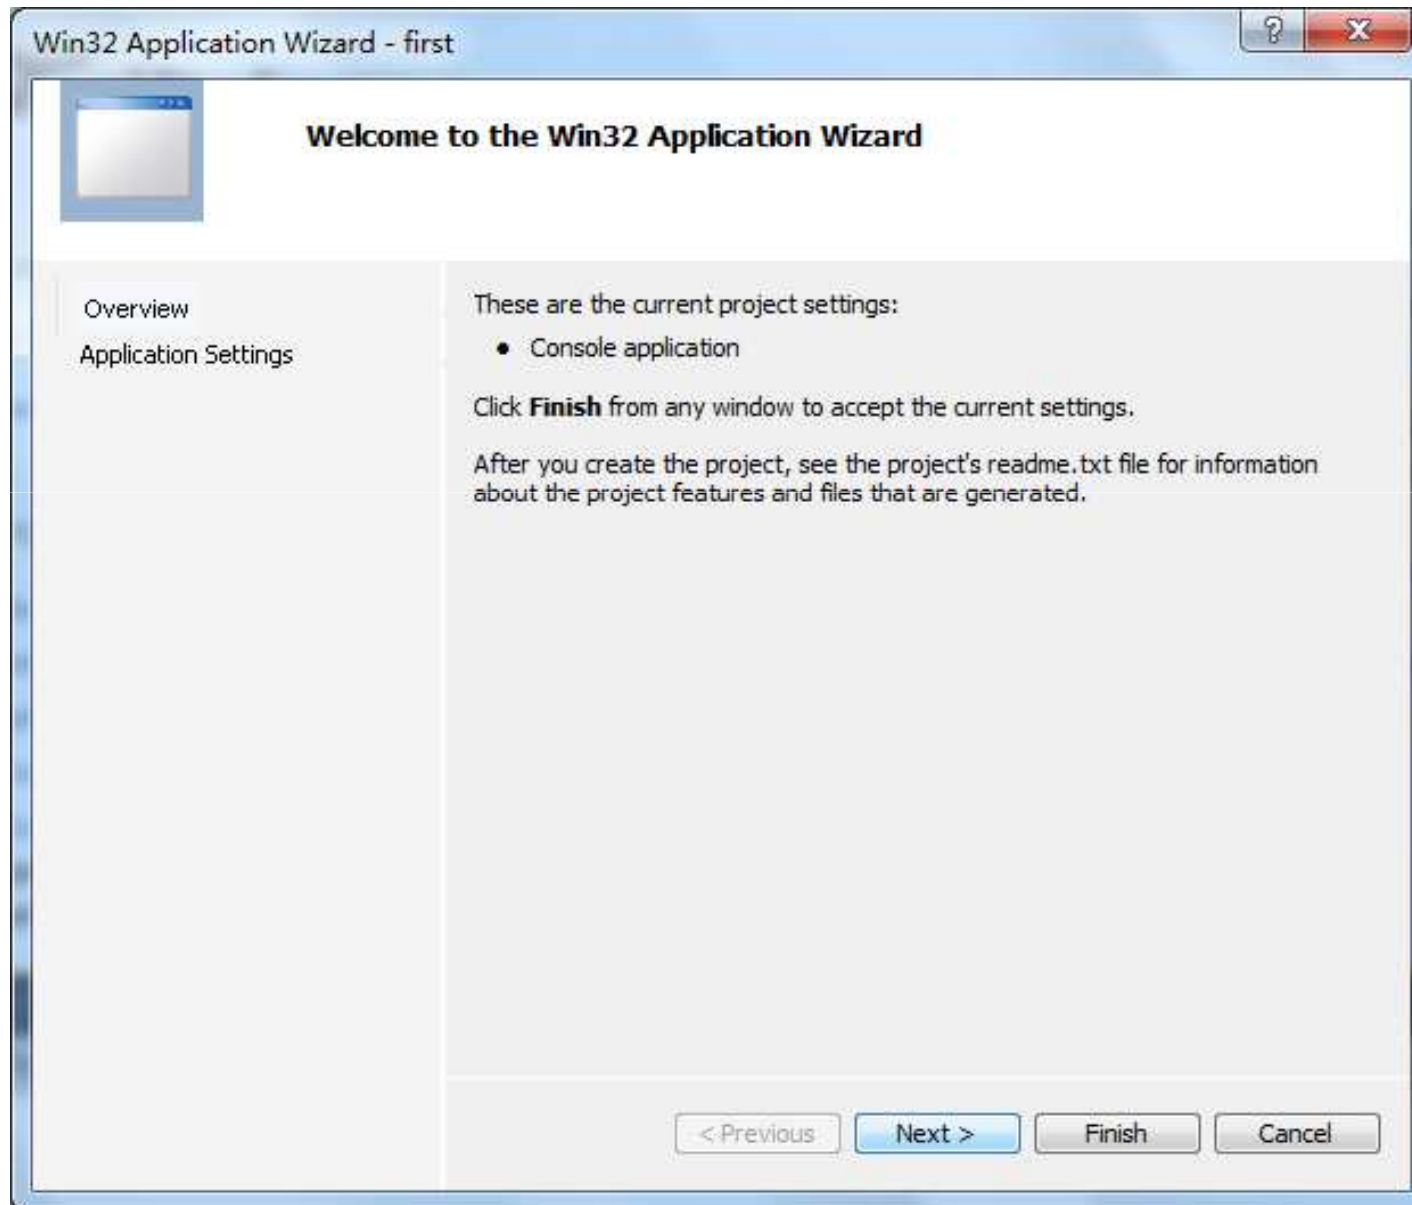 Win32 Application Wizard - first
Welcome to the Win32 Application Wizard
Overview
Application Settings
These are the current project settings:
• Console application
Click Finish from any window to accept the current settings.
After you create the project, see the project's readme.txt file for information
about the project features and files that are generated.
< Previous
Next >
Finish
Cancel